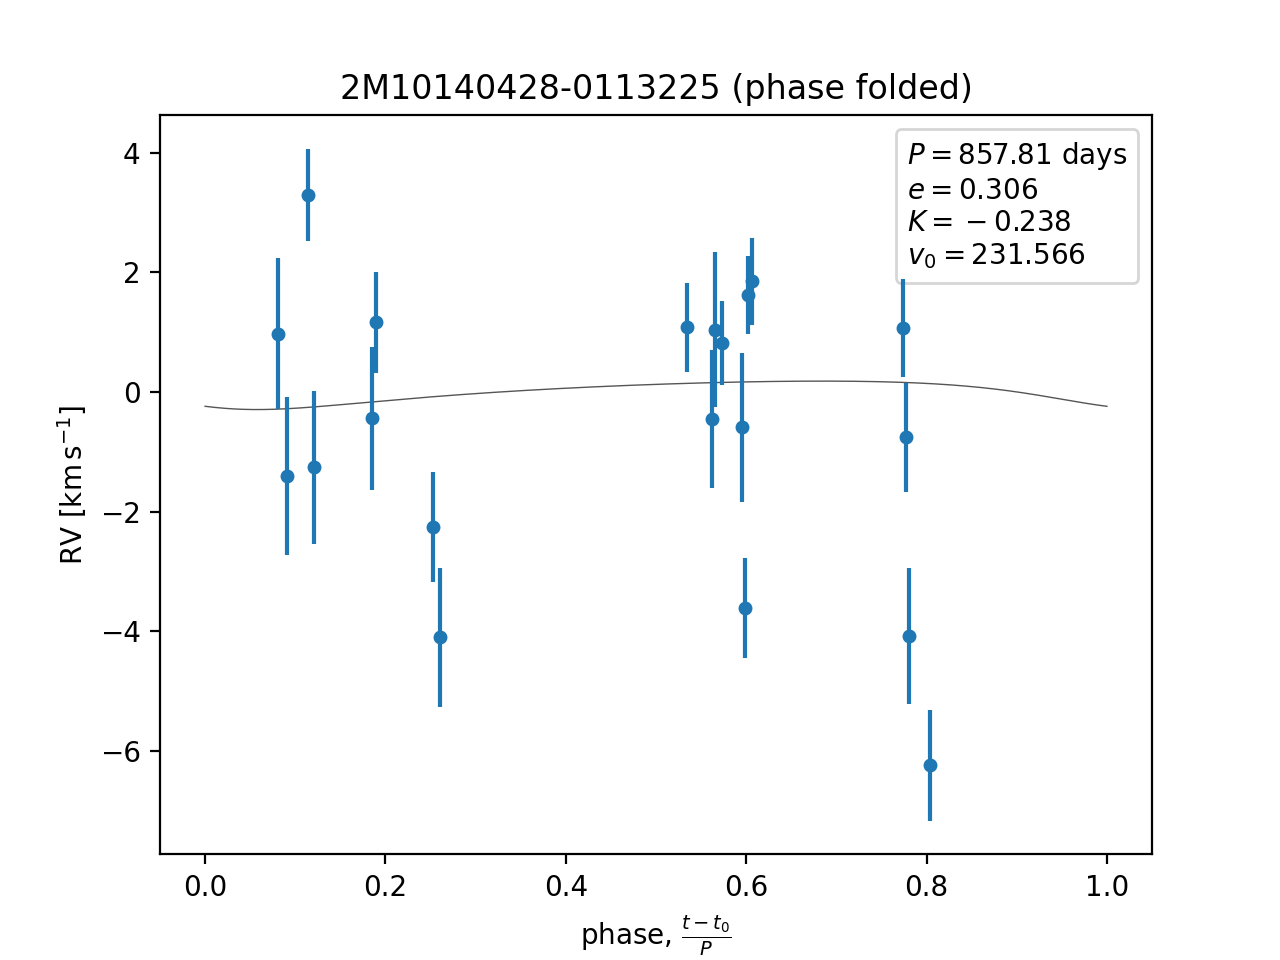 2M10140428-0113225 (phase folded)
P = 857.81 days
e = 0.306
K = −0.238
v₀ = 231.566
4
2
0
−2
−4
−6
RV [km s⁻¹]
0.0 0.2 0.4 0.6 0.8 1.0
phase, (t − t₀)/P